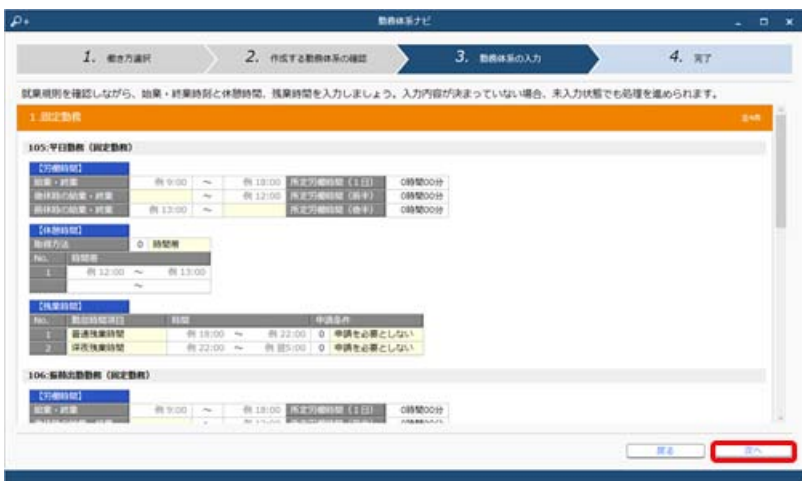 勤務体系ナビ
1. 働き方選択
2. 作成する勤務体系の確認
3. 勤務体系の入力
4. 完了
就業規則を確認しながら、始業・終業時刻と休憩時間、残業時間を入力しましょう。入力内容が決まっていない場合、未入力状態でも処理を進められます。
1.固定勤務
105:平日勤務（固定勤務）
【労働時間】
始業・終業 例 9:00 ～ 例 18:00 所定労働時間（1日） 0時間00分
後休時の始業・終業 ～ 例 12:00 所定労働時間（前半） 0時間00分
前休時の始業・終業 例 13:00 ～ 所定労働時間（後半） 0時間00分
【休憩時間】
取得方法 0 時間帯
No. 時間帯
1 例 12:00 ～ 例 13:00
～
【残業時間】
No. 勤怠時間項目 時間 申請条件
1 普通残業時間 例 18:00 ～ 例 22:00 0 申請を必要としない
2 深夜残業時間 例 22:00 ～ 例 翌5:00 0 申請を必要としない
106:振替出勤勤務（固定勤務）
【労働時間】
始業・終業 例 9:00 ～ 例 18:00 所定労働時間（1日） 0時間00分
戻る 次へ